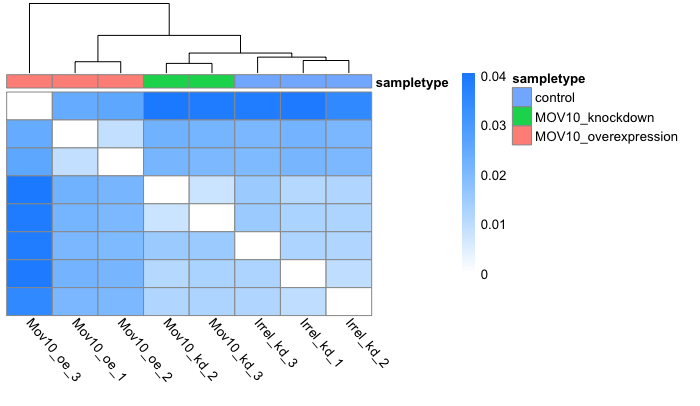 sampletype
0.04
0.03
0.02
0.01
0
sampletype
control
MOV10_knockdown
MOV10_overexpression
Mov10_oe_3
Mov10_oe_1
Mov10_oe_2
Mov10_kd_2
Mov10_kd_3
Irrel_kd_3
Irrel_kd_1
Irrel_kd_2